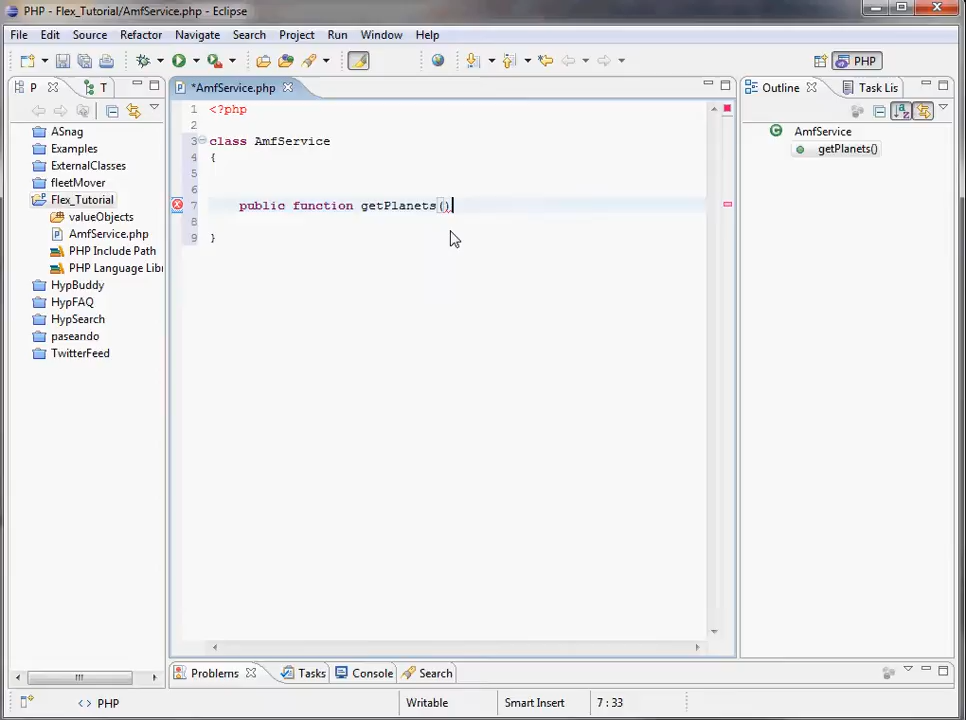 PHP - Flex_Tutorial/AmfService.php - Eclipse
File Edit Source Refactor Navigate Search Project Run Window Help
PHP
P T
*AmfService.php
Outline Task Lis
ASnag
Examples
ExternalClasses
fleetMover
Flex_Tutorial
valueObjects
AmfService.php
PHP Include Path
PHP Language Libr
HypBuddy
HypFAQ
HypSearch
paseando
TwitterFeed
1 <?php
2
3 class AmfService
4 {
5
6
7 public function getPlanets()
8
9 }
AmfService
getPlanets()
Problems Tasks Console Search
<> PHP Writable Smart Insert 7 : 33